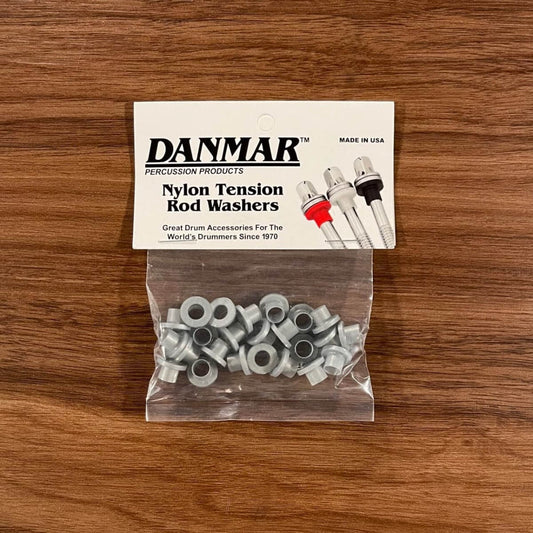 DANMAR™
MADE IN USA
PERCUSSION PRODUCTS
Nylon Tension
Rod Washers
Great Drum Accessories For The
World's Drummers Since 1970